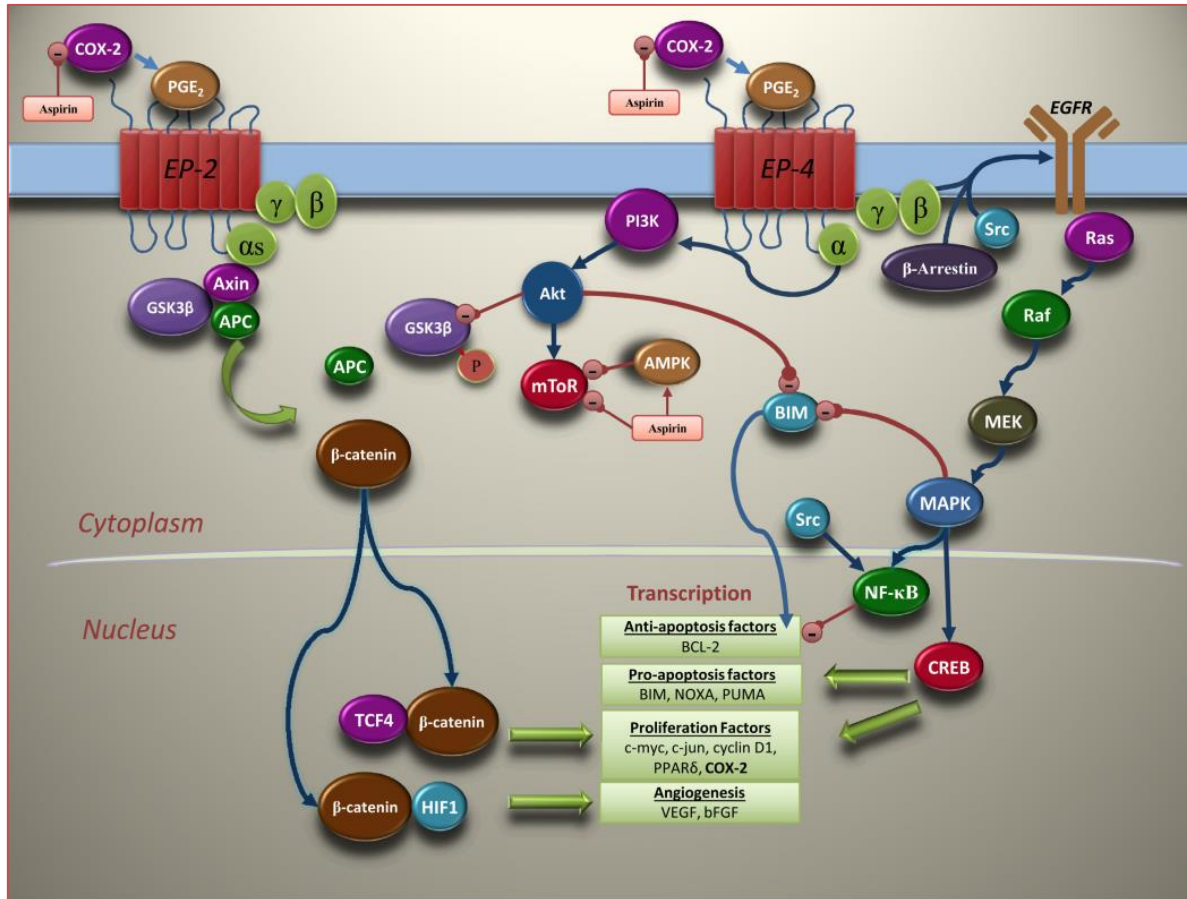 COX-2
PGE₂
Aspirin
EP-2
γ
β
αs
Axin
GSK3β
APC
APC
β-catenin
COX-2
PGE₂
Aspirin
EP-4
γ
β
α
EGFR
Src
β-Arrestin
Ras
Raf
MEK
MAPK
PI3K
Akt
GSK3β
-
P
mToR
-
-
AMPK
Aspirin
-
BIM
-
-
-
Cytoplasm
Src
NF-κB
-
CREB
Nucleus
Transcription
Anti-apoptosis factors
BCL-2
Pro-apoptosis factors
BIM, NOXA, PUMA
Proliferation Factors
c-myc, c-jun, cyclin D1,
PPARδ, COX-2
Angiogenesis
VEGF, bFGF
TCF4
β-catenin
β-catenin
HIF1